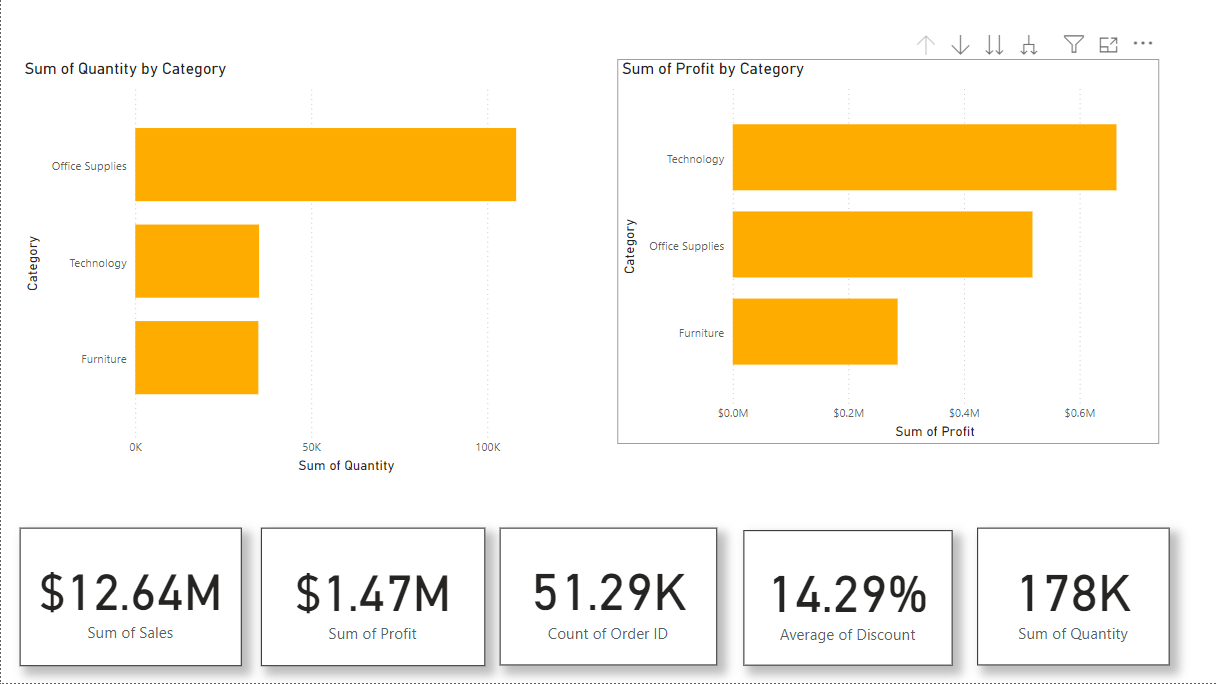 Sum of Quantity by Category
Category
Office Supplies
Technology
Furniture
0K 50K 100K
Sum of Quantity
Sum of Profit by Category
Category
Technology
Office Supplies
Furniture
$0.0M $0.2M $0.4M $0.6M
Sum of Profit
$12.64M
Sum of Sales
$1.47M
Sum of Profit
51.29K
Count of Order ID
14.29%
Average of Discount
178K
Sum of Quantity